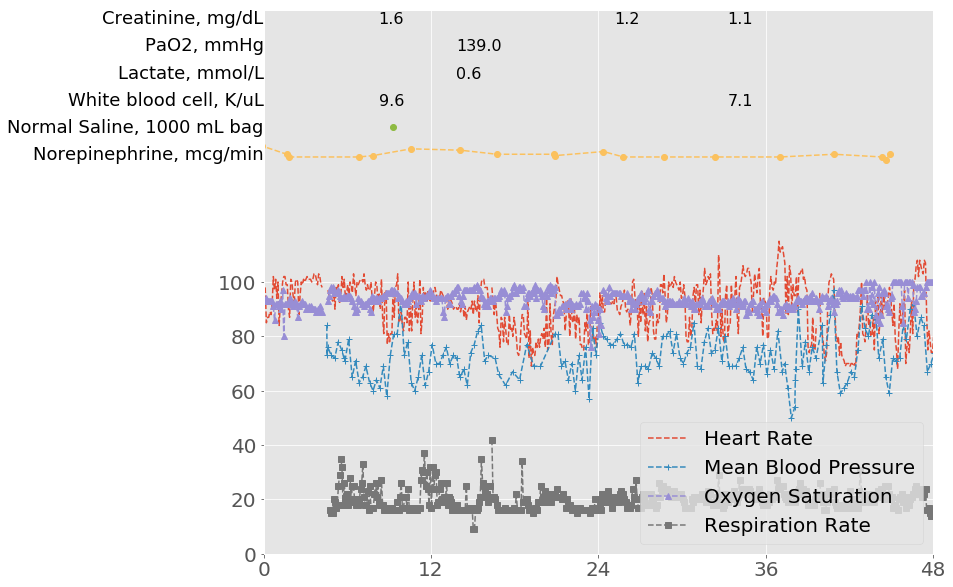 Creatinine, mg/dL 1.6 1.2 1.1
PaO2, mmHg 139.0
Lactate, mmol/L 0.6
White blood cell, K/uL 9.6 7.1
Normal Saline, 1000 mL bag
Norepinephrine, mcg/min
100
80
60
40
20
0
Heart Rate
Mean Blood Pressure
Oxygen Saturation
Respiration Rate
0 12 24 36 48